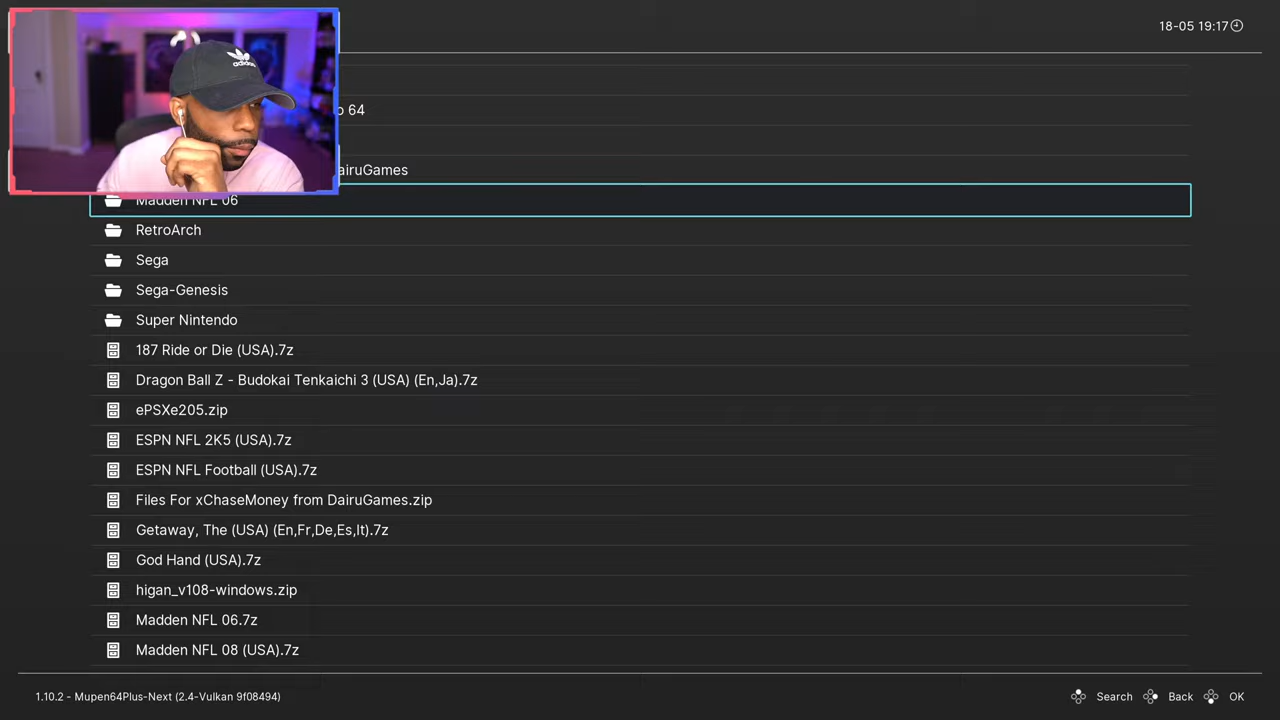 18-05 19:17
adidas
64
DairuGames
Madden NFL 06
RetroArch
Sega
Sega-Genesis
Super Nintendo
187 Ride or Die (USA).7z
Dragon Ball Z - Budokai Tenkaichi 3 (USA) (En,Ja).7z
ePSXe205.zip
ESPN NFL 2K5 (USA).7z
ESPN NFL Football (USA).7z
Files For xChaseMoney from DairuGames.zip
Getaway, The (USA) (En,Fr,De,Es,It).7z
God Hand (USA).7z
higan_v108-windows.zip
Madden NFL 06.7z
Madden NFL 08 (USA).7z
1.10.2 - Mupen64Plus-Next (2.4-Vulkan 9f08494)
Search Back OK